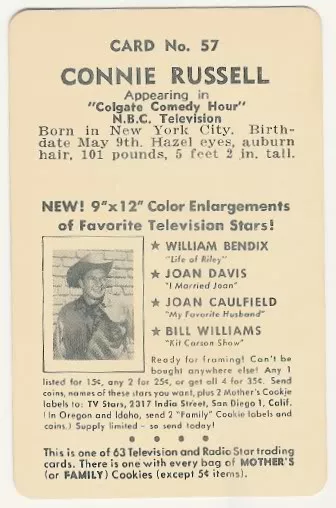 CARD No. 57
CONNIE RUSSELL
Appearing in
"Colgate Comedy Hour"
N.B.C. Television
Born in New York City. Birth-
date May 9th. Hazel eyes, auburn
hair, 101 pounds, 5 feet 2 in. tall.
NEW! 9"x12" Color Enlargements
of Favorite Television Stars!
★ WILLIAM BENDIX
"Life of Riley"
★ JOAN DAVIS
"I Married Joan"
★ JOAN CAULFIELD
"My Favorite Husband"
★ BILL WILLIAMS
"Kit Carson Show"
Ready for framing! Can't be
bought anywhere else! Any 1
listed for 15¢, any 2 for 25¢, or get all 4 for 35¢. Send
coins, names of these stars you want, plus 2 Mother's Cookie
labels to: TV Stars, 2317 India Street, San Diego 1, Calif.
(In Oregon and Idaho, send 2 "Family" Cookie labels and
coins.) Supply limited – so send today!
This is one of 63 Television and Radio Star trading
cards. There is one with every bag of MOTHER'S
(or FAMILY) Cookies (except 5¢ items).